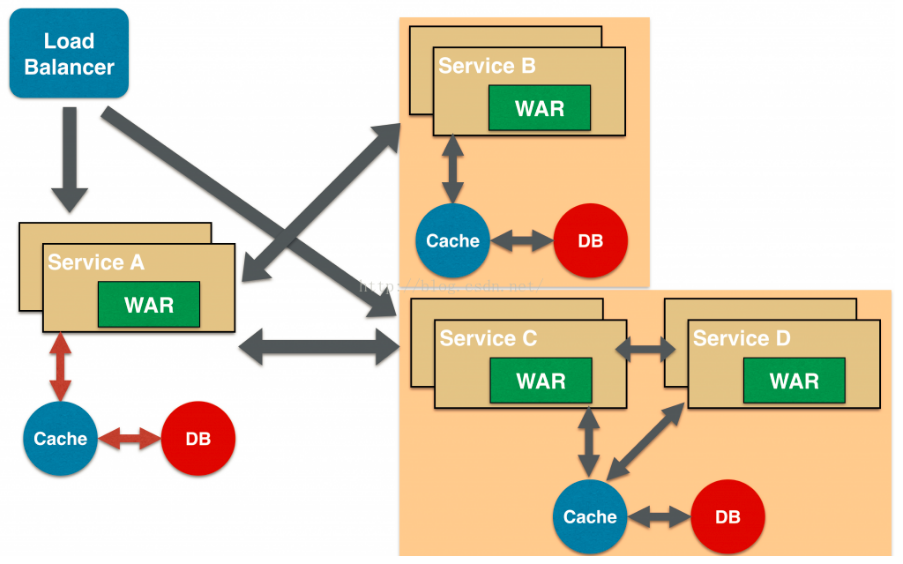 Load
Balancer
Service B
WAR
Cache
DB
Service A
WAR
http://blog.csdn.net/
Service C
WAR
Service D
WAR
Cache
DB
Cache
DB